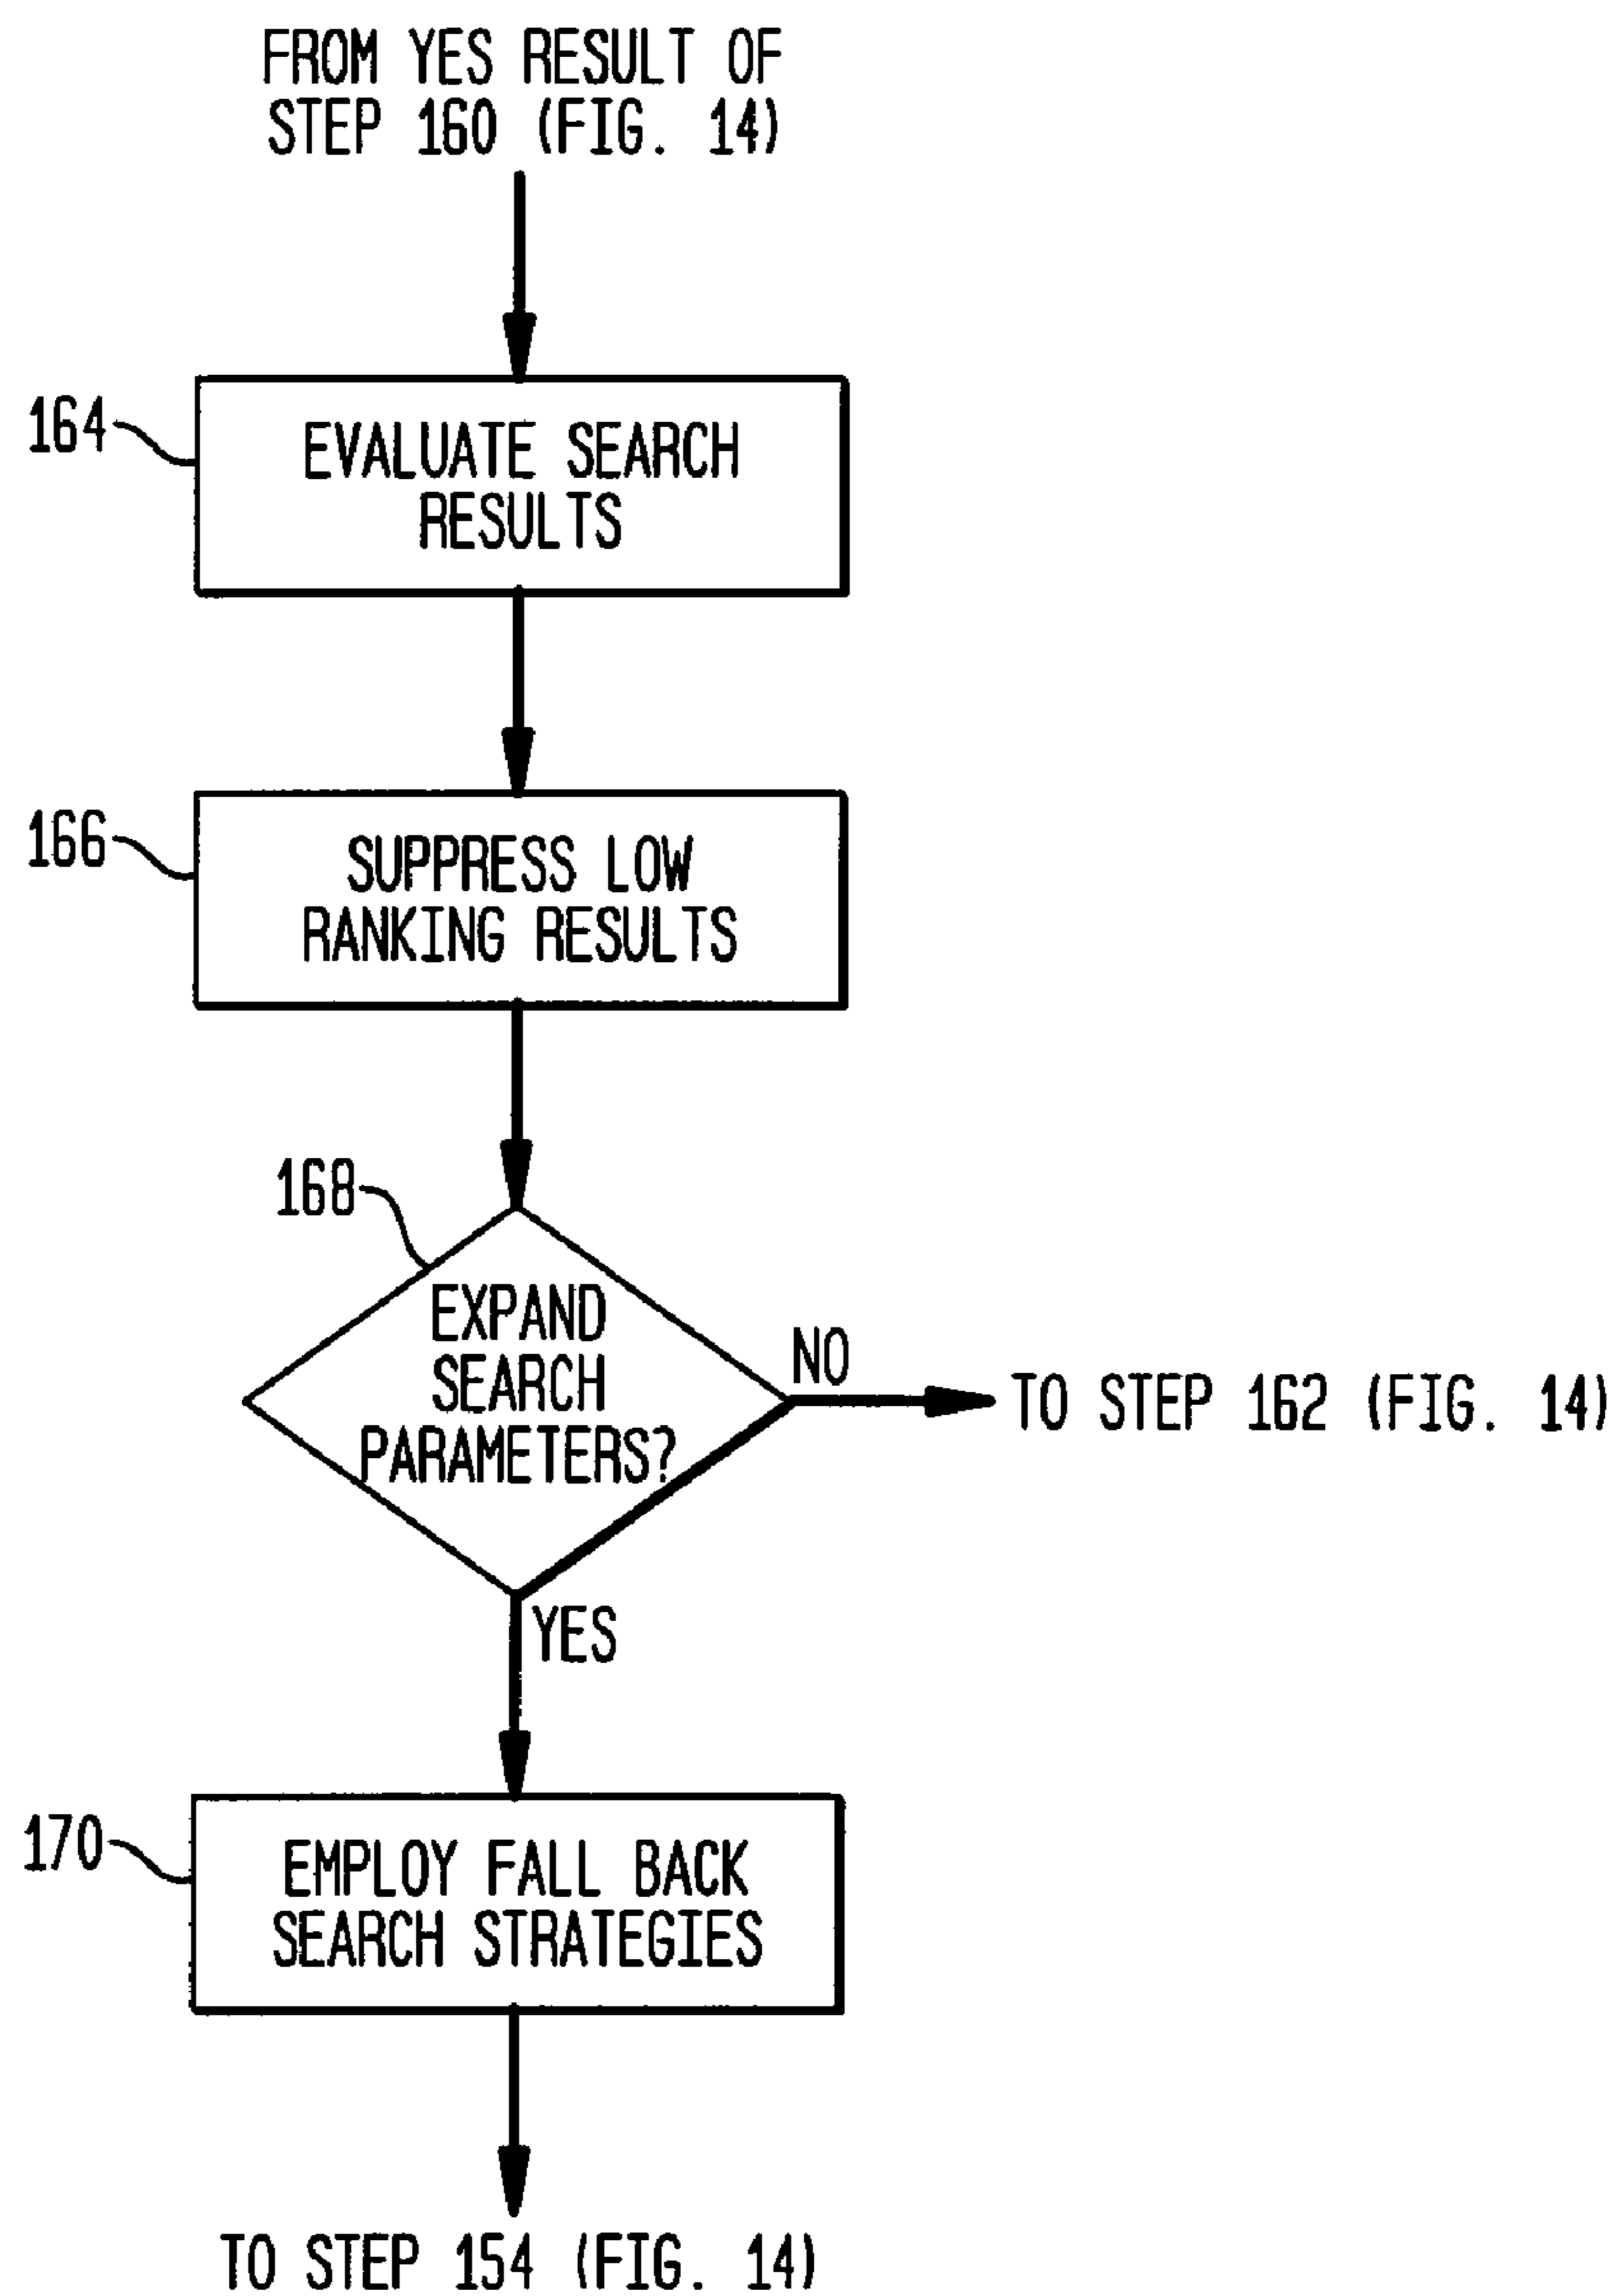 FROM YES RESULT OF
STEP 160 (FIG. 14)
164
EVALUATE SEARCH
RESULTS
166
SUPPRESS LOW
RANKING RESULTS
168
EXPAND
SEARCH
PARAMETERS?
NO
TO STEP 162 (FIG. 14)
YES
170
EMPLOY FALL BACK
SEARCH STRATEGIES
TO STEP 154 (FIG. 14)